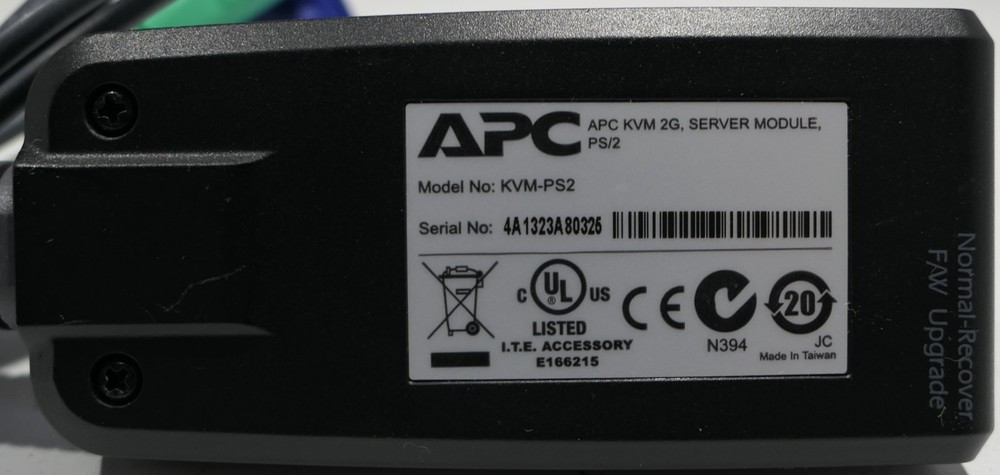 APC
APC KVM 2G, SERVER MODULE,
PS/2
Model No: KVM-PS2
Serial No: 4A1323A80325
C UL ® US
LISTED
I.T.E. ACCESSORY
E166215
CE
N394
20
JC
Made In Taiwan
Normal-Recover
F/W Upgrade